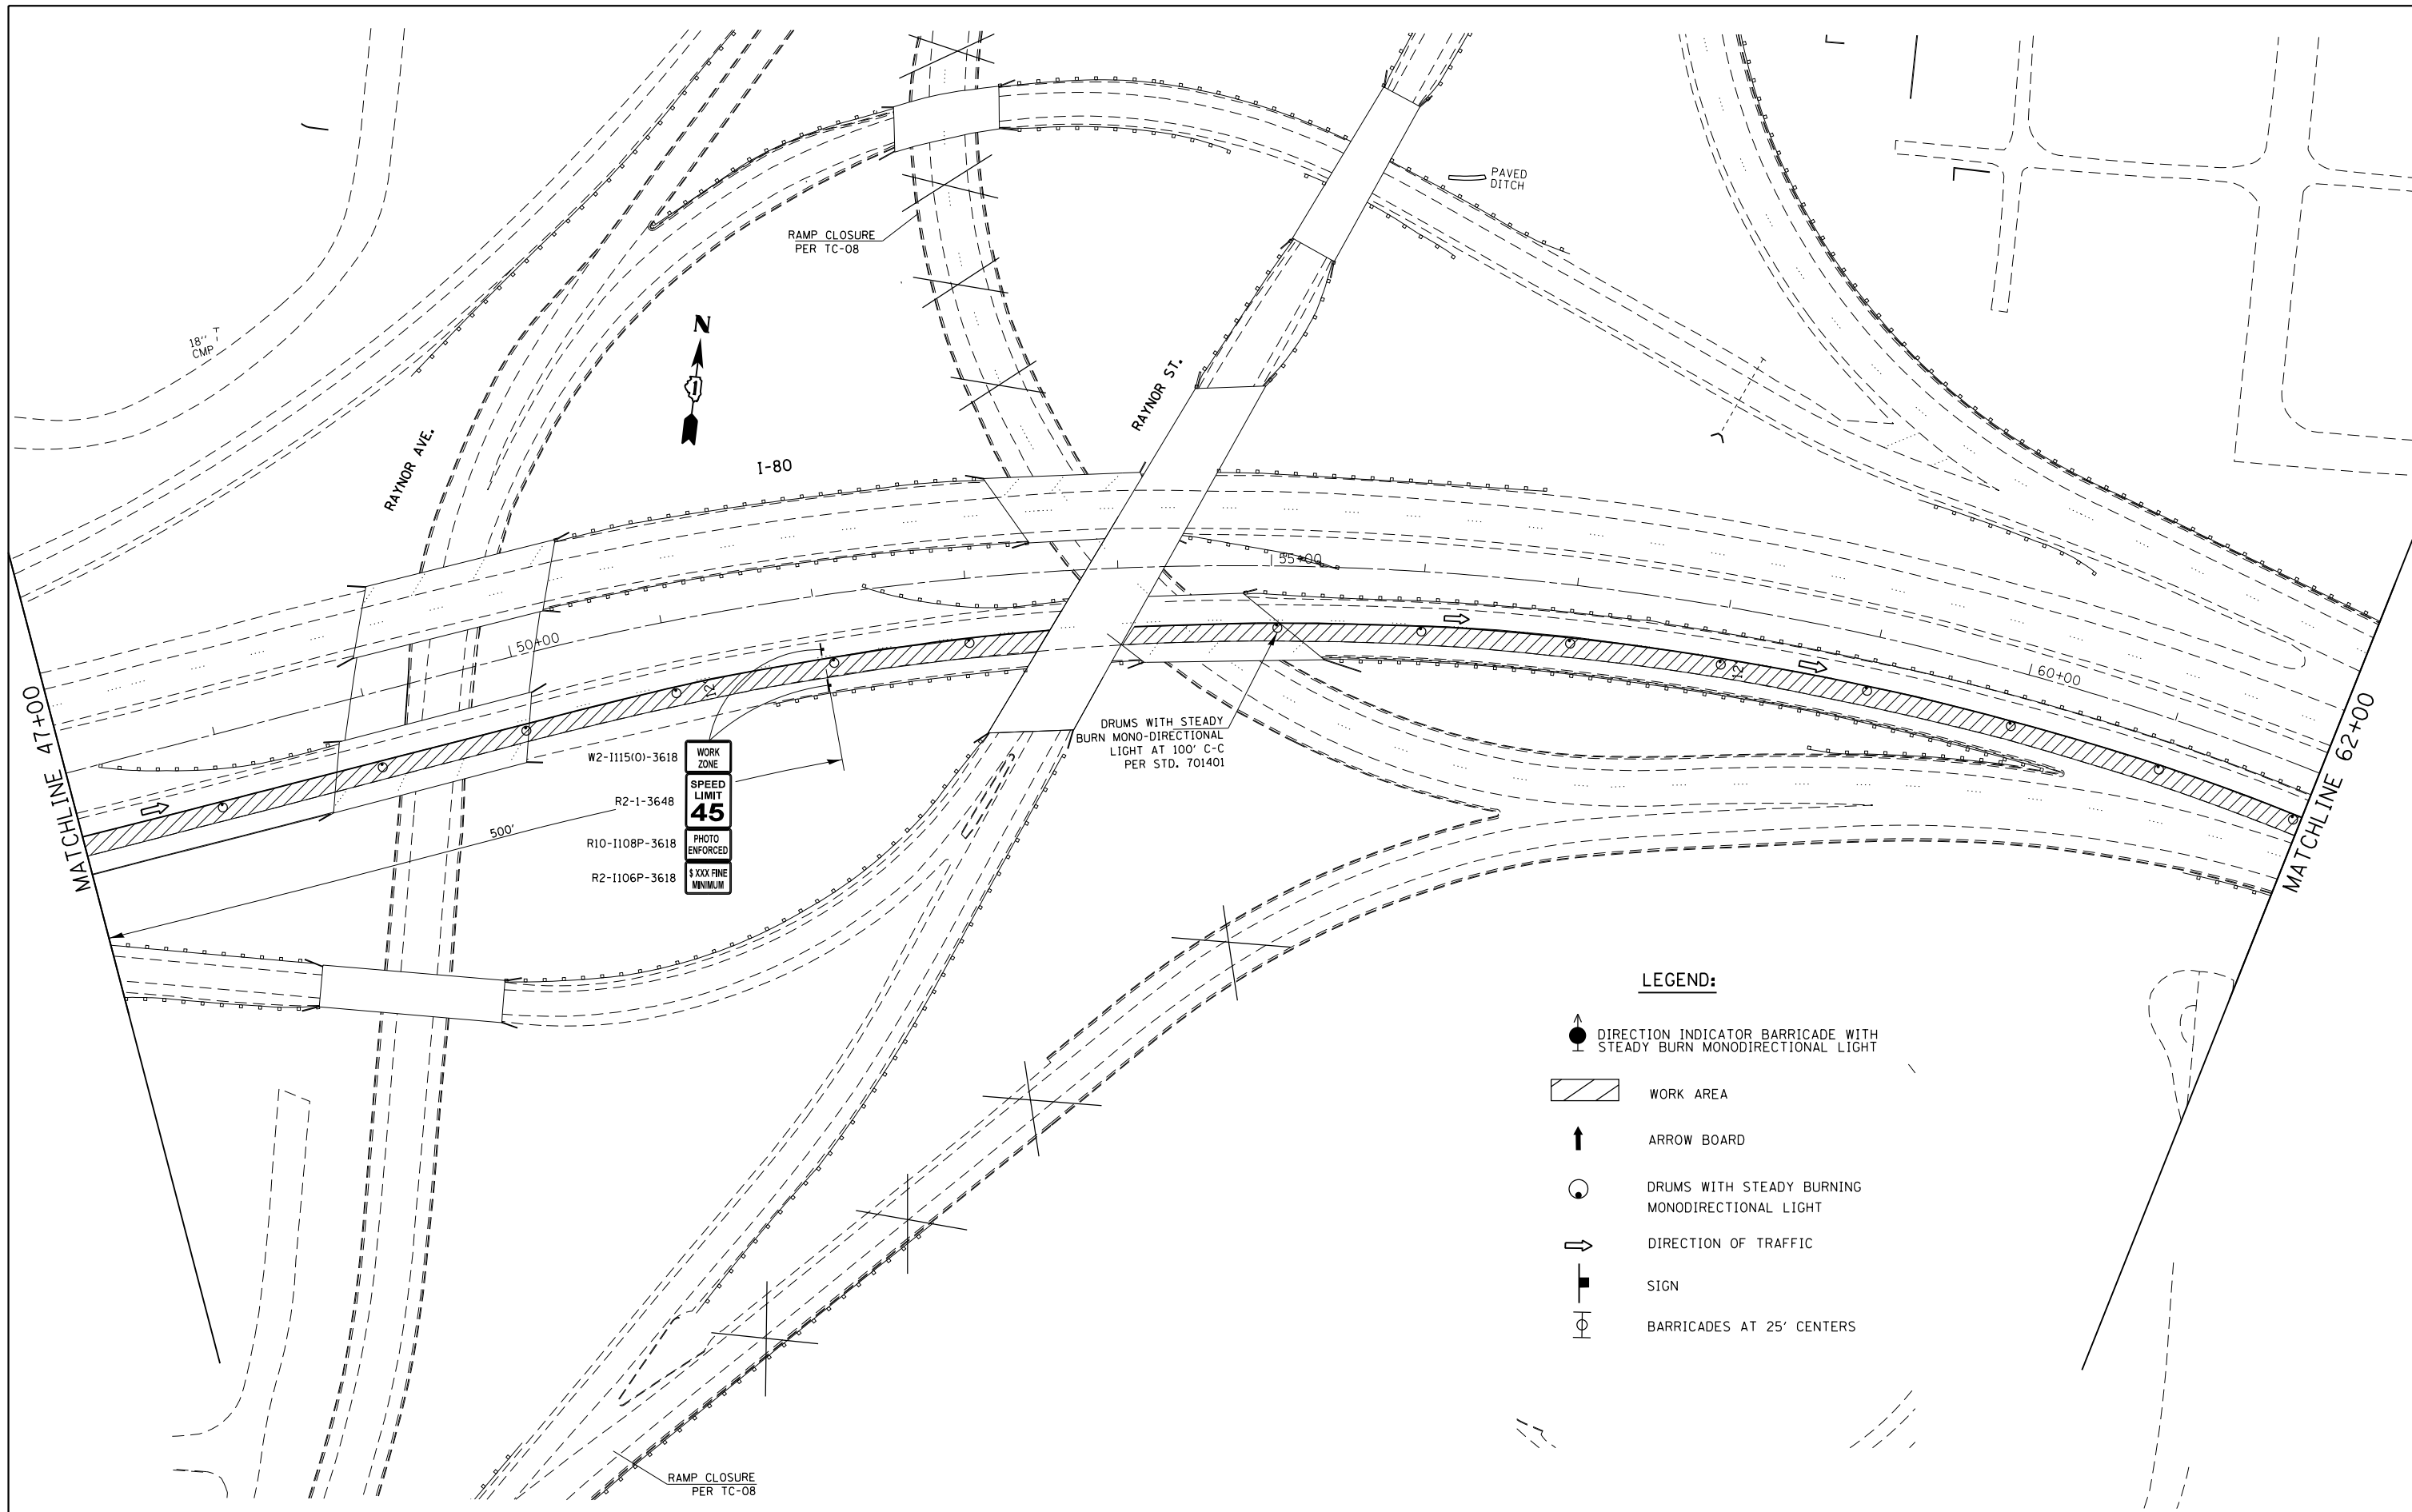 PAVED
DITCH
RAMP CLOSURE
PER TC-08
N
18" T
CMP
RAYNOR AVE.
RAYNOR ST.
I-80
55+00
50+00
60+00
MATCHLINE 47+00
MATCHLINE 62+00
12'
12'
DRUMS WITH STEADY
BURN MONO-DIRECTIONAL
LIGHT AT 100' C-C
PER STD. 701401
W2-I115(O)-3618
WORK
ZONE
R2-1-3648
SPEED
LIMIT
45
500'
R10-I108P-3618
PHOTO
ENFORCED
R2-I106P-3618
$ XXX FINE
MINIMUM
LEGEND:
DIRECTION INDICATOR BARRICADE WITH
STEADY BURN MONODIRECTIONAL LIGHT
WORK AREA
ARROW BOARD
DRUMS WITH STEADY BURNING
MONODIRECTIONAL LIGHT
DIRECTION OF TRAFFIC
SIGN
BARRICADES AT 25' CENTERS
RAMP CLOSURE
PER TC-08